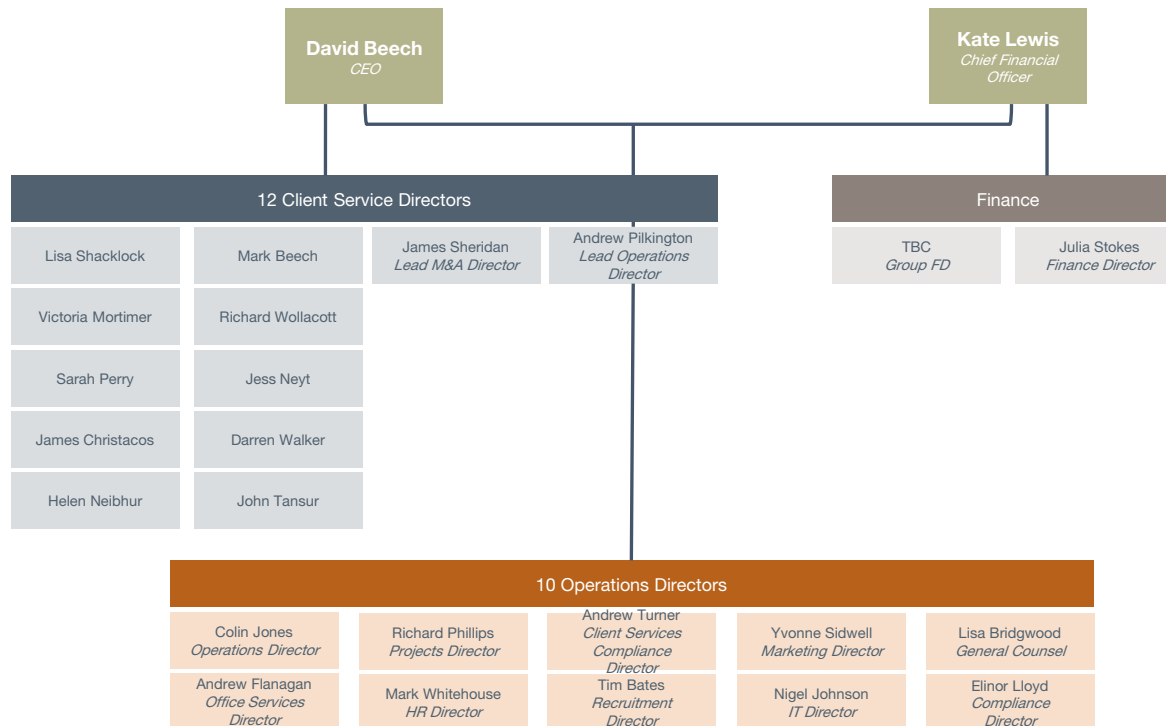 David Beech
CEO
Kate Lewis
Chief Financial
Officer
12 Client Service Directors
Finance
Lisa Shacklock
Mark Beech
James Sheridan
Lead M&A Director
Andrew Pilkington
Lead Operations
Director
TBC
Group FD
Julia Stokes
Finance Director
Victoria Mortimer
Richard Wollacott
Sarah Perry
Jess Neyt
James Christacos
Darren Walker
Helen Neibhur
John Tansur
10 Operations Directors
Colin Jones
Operations Director
Richard Phillips
Projects Director
Andrew Turner
Client Services
Compliance
Director
Yvonne Sidwell
Marketing Director
Lisa Bridgwood
General Counsel
Andrew Flanagan
Office Services
Director
Mark Whitehouse
HR Director
Tim Bates
Recruitment
Director
Nigel Johnson
IT Director
Elinor Lloyd
Compliance
Director